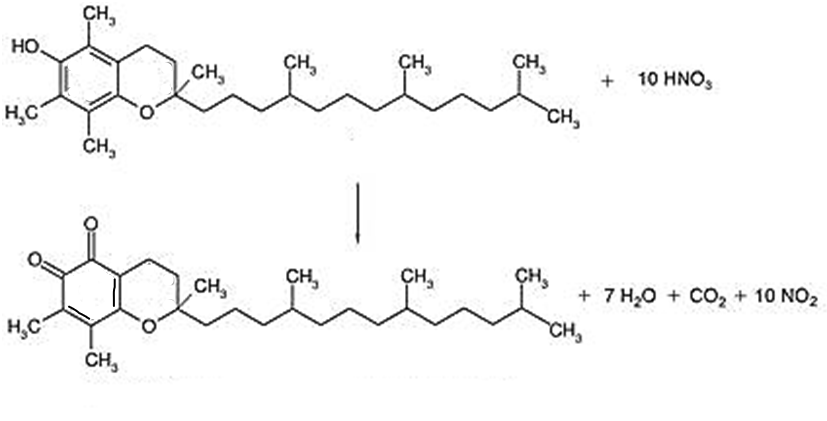 CH₃
HO
CH₃
CH₃
CH₃
CH₃
+ 10 HNO₃
H₃C
O
CH₃
CH₃
O
O
CH₃
CH₃
CH₃
CH₃
+ 7 H₂O + CO₂ + 10 NO₂
H₃C
O
CH₃
CH₃